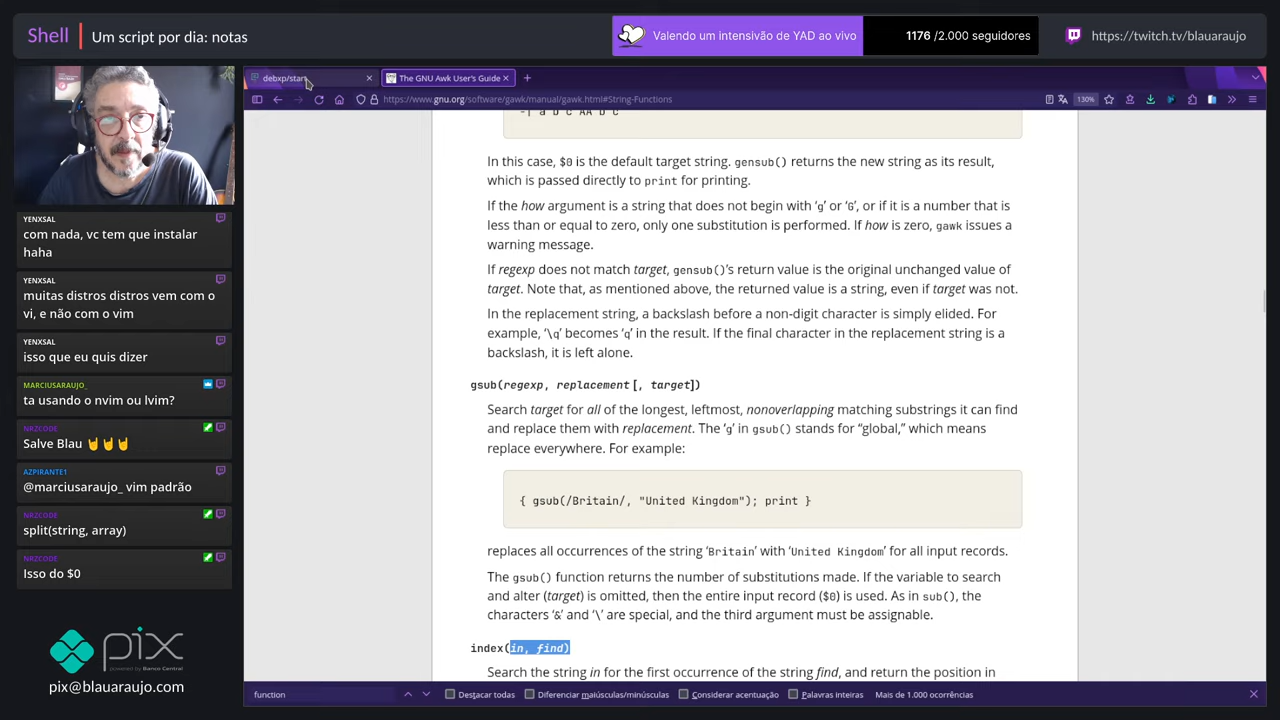 Shell
Um script por dia: notas
Valendo um intensivão de YAD ao vivo
1176 /2.000 seguidores
https://twitch.tv/blauaraujo
debxp/start
The GNU Awk User's Guide
https://www.gnu.org/software/gawk/manual/gawk.html#String-Functions
130%
-| a b c AA b c
In this case, $0 is the default target string. gensub() returns the new string as its result,
which is passed directly to print for printing.
If the how argument is a string that does not begin with ‘g’ or ‘G’, or if it is a number that is
less than or equal to zero, only one substitution is performed. If how is zero, gawk issues a
warning message.
If regexp does not match target, gensub()’s return value is the original unchanged value of
target. Note that, as mentioned above, the returned value is a string, even if target was not.
In the replacement string, a backslash before a non-digit character is simply elided. For
example, ‘\q’ becomes ‘q’ in the result. If the final character in the replacement string is a
backslash, it is left alone.
gsub(regexp, replacement [, target])
Search target for all of the longest, leftmost, nonoverlapping matching substrings it can find
and replace them with replacement. The ‘g’ in gsub() stands for “global,” which means
replace everywhere. For example:
{ gsub(/Britain/, "United Kingdom"); print }
replaces all occurrences of the string ‘Britain’ with ‘United Kingdom’ for all input records.
The gsub() function returns the number of substitutions made. If the variable to search
and alter (target) is omitted, then the entire input record ($0) is used. As in sub(), the
characters ‘&’ and ‘\’ are special, and the third argument must be assignable.
index(in, find)
Search the string in for the first occurrence of the string find, and return the position in
function
Destacar todas
Diferenciar maiúsculas/minúsculas
Considerar acentuação
Palavras inteiras
Mais de 1.000 ocorrências
YENXSAL
com nada, vc tem que instalar
haha
YENXSAL
muitas distros distros vem com o
vi, e não com o vim
YENXSAL
isso que eu quis dizer
MARCIUSARAUJO_
ta usando o nvim ou lvim?
NRZCODE
Salve Blau 🤘🤘🤘
AZPIRANTE1
@marciusaraujo_ vim padrão
NRZCODE
split(string, array)
NRZCODE
Isso do $0
pix
powered by Banco Central
pix@blauaraujo.com